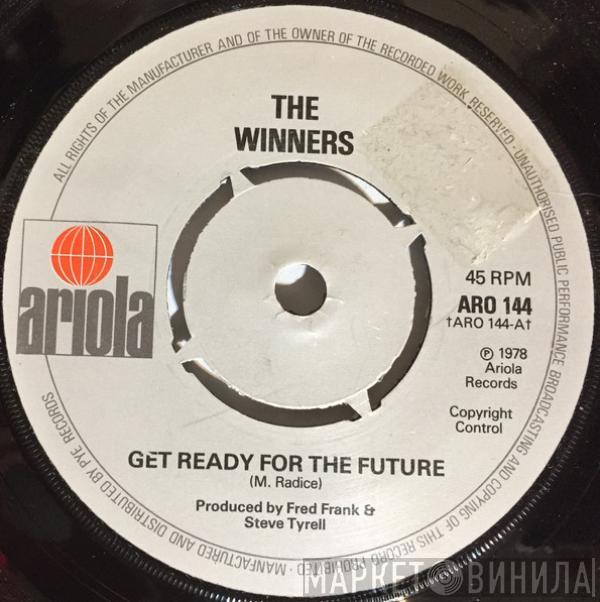 ALL RIGHTS OF THE MANUFACTURER AND OF THE OWNER OF THE RECORDED WORK RESERVED - UNAUTHORISED PUBLIC PERFORMANCE BROADCASTING AND COPYING OF THIS RECORD PROHIBITED - MANUFACTURED AND DISTRIBUTED BY PYE RECORDS
THE
WINNERS
ariola
45 RPM
ARO 144
†ARO 144-A†
℗ 1978
Ariola
Records
Copyright
Control
GET READY FOR THE FUTURE
(M. Radice)
Produced by Fred Frank &
Steve Tyrell
МАРКЕТ ВИНИЛА